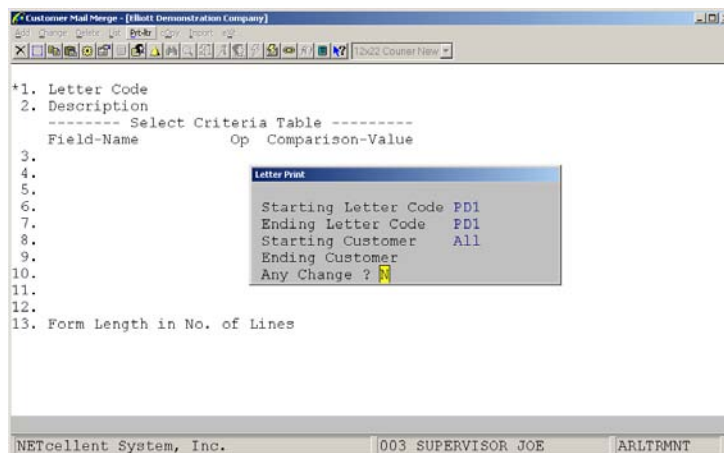 Customer Mail Merge - [Elliott Demonstration Company]
Add Change Delete List Prt-ltr cOpy Import eXit
12x22 Courier New
*1. Letter Code
2. Description
-------- Select Criteria Table ---------
Field-Name Op Comparison-Value
3.
4.
5.
6.
7.
8.
9.
10.
11.
12.
13. Form Length in No. of Lines
Letter Print
Starting Letter Code PD1
Ending Letter Code PD1
Starting Customer All
Ending Customer
Any Change ? N
NETcellent System, Inc. 003 SUPERVISOR JOE ARLTRMNT